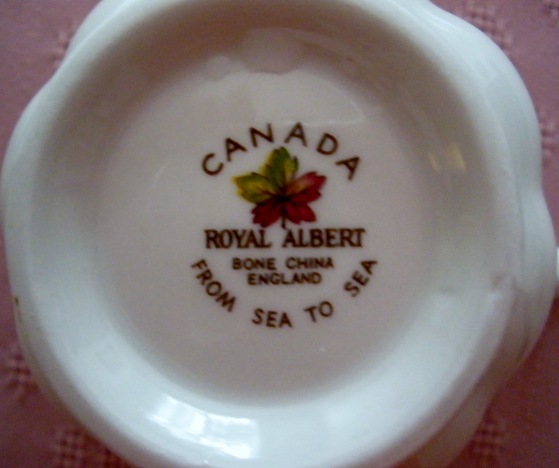 CANADA
ROYAL ALBERT
BONE CHINA
ENGLAND
FROM SEA TO SEA